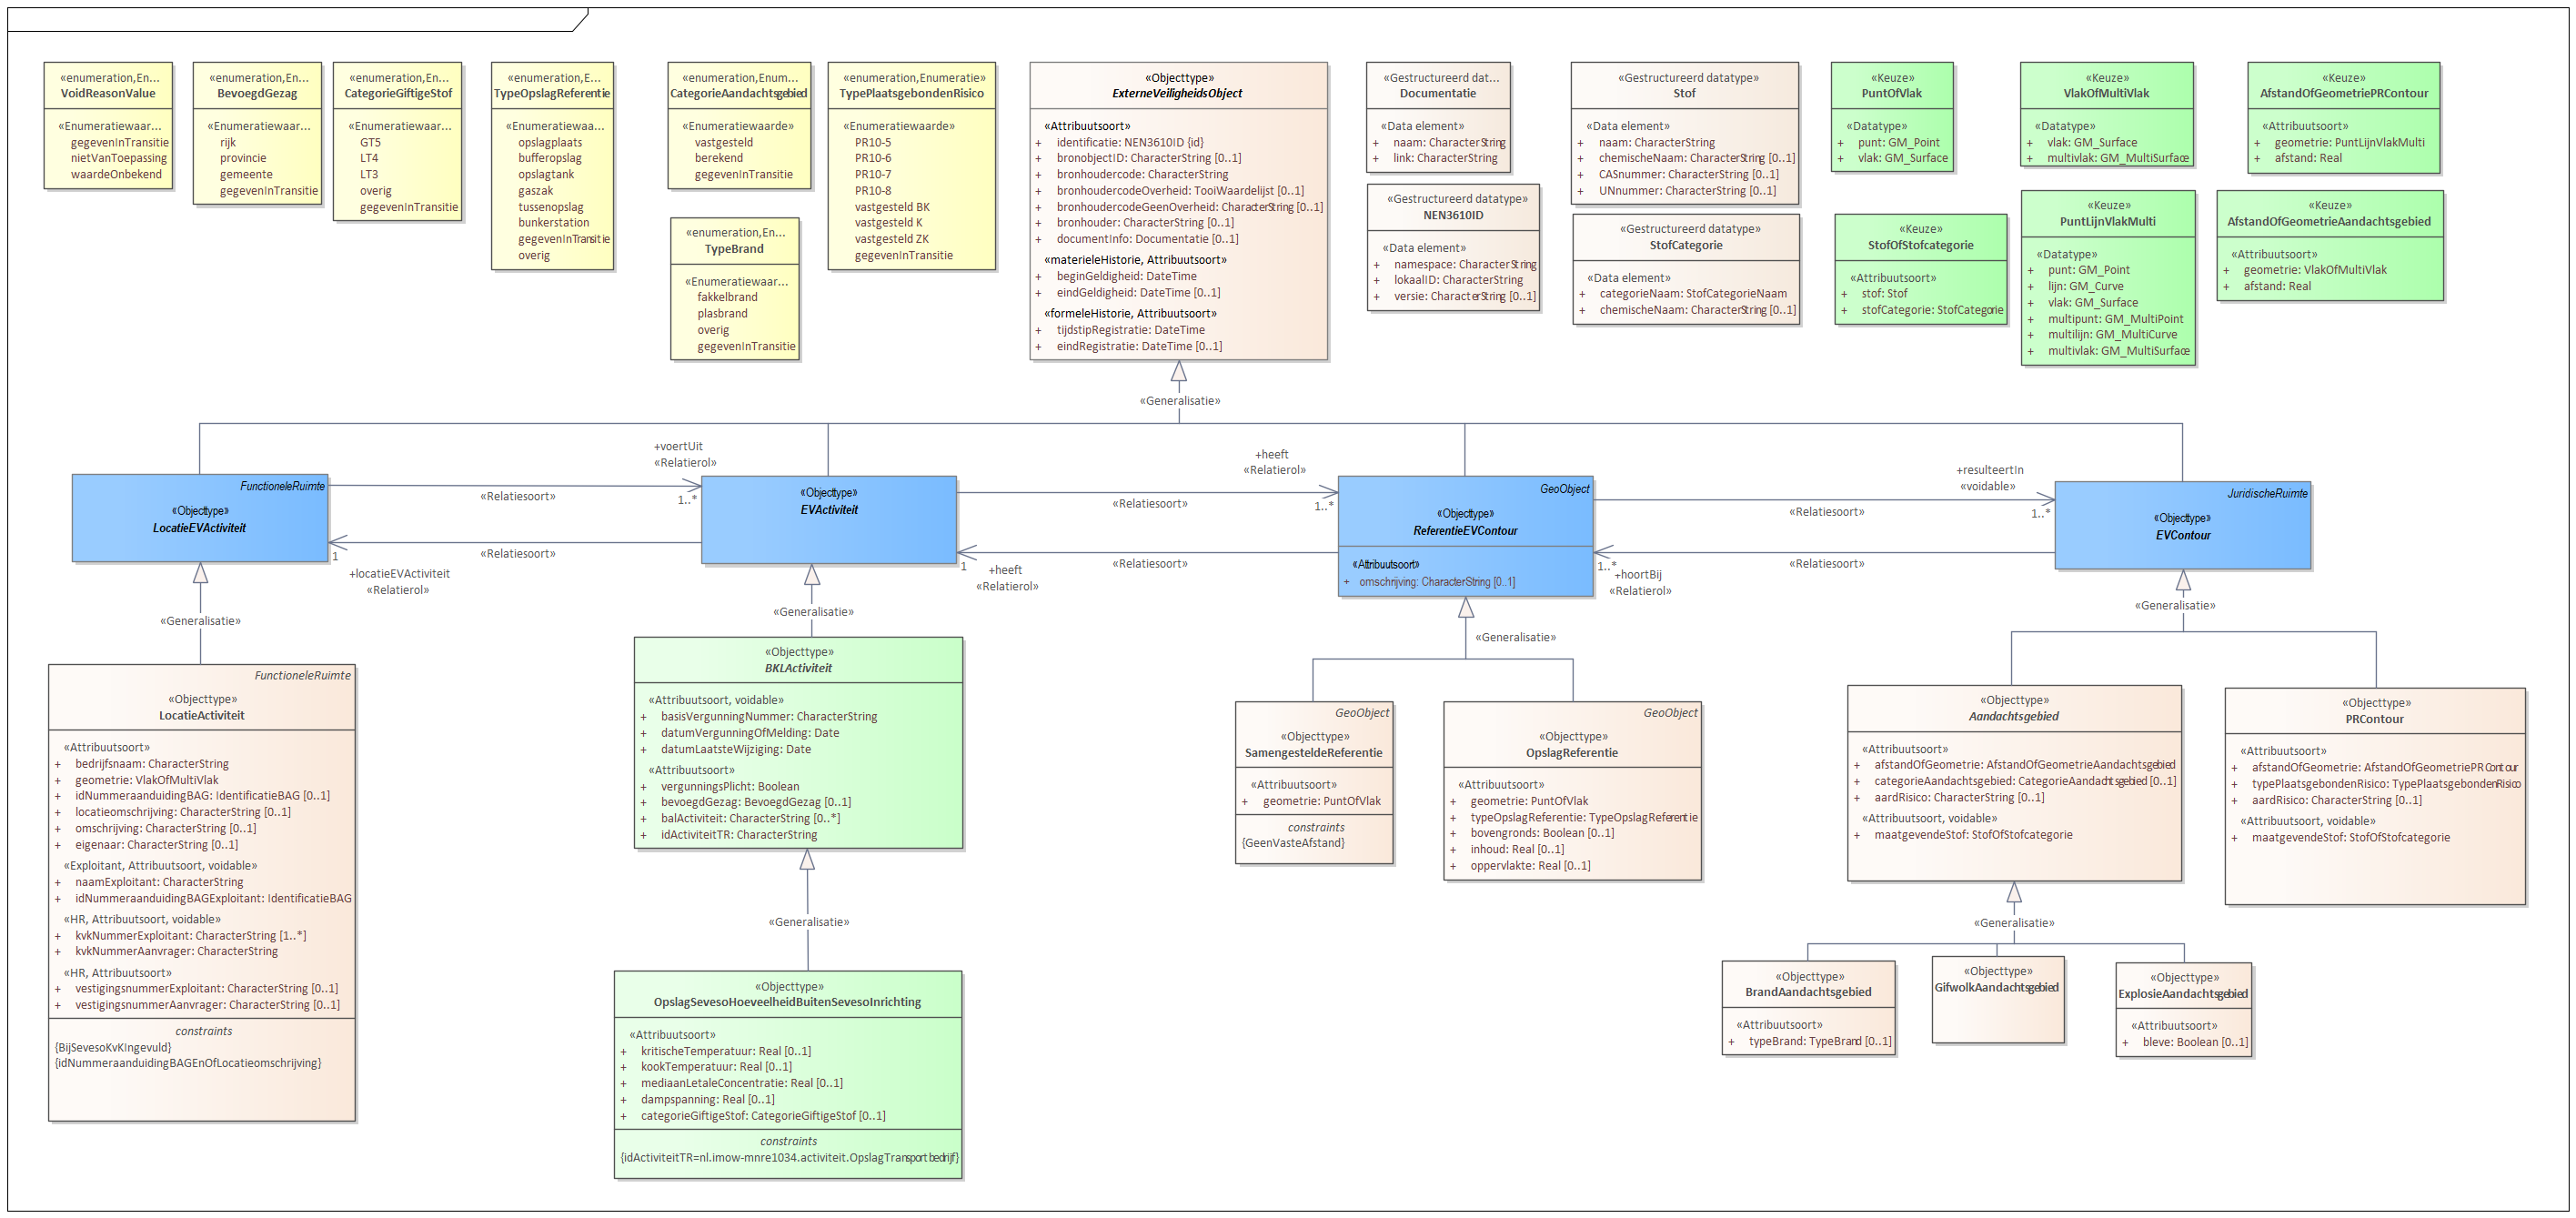 «enumeration,En...
VoidReasonValue
«Enumeratiewaar...
gegevenInTransitie
nietVanToepassing
waardeOnbekend
«enumeration,En...
BevoegdGezag
«Enumeratiewaar...
rijk
provincie
gemeente
gegevenInTransitie
«enumeration,En...
CategorieGiftigeStof
«Enumeratiewaar...
GT5
LT4
LT3
overig
gegevenInTransitie
«enumeration,E...
TypeOpslagReferentie
«Enumeratiewaa...
opslagplaats
bufferopslag
opslagtank
gaszak
tussenopslag
bunkerstation
gegevenInTransitie
overig
«enumeration,Enum...
CategorieAandachtsgebied
«Enumeratiewaarde»
vastgesteld
berekend
gegevenInTransitie
«enumeration,En...
TypeBrand
«Enumeratiewaar...
fakkelbrand
plasbrand
overig
gegevenInTransitie
«enumeration,Enumeratie»
TypePlaatsgebondenRisico
«Enumeratiewaarde»
PR10-5
PR10-6
PR10-7
PR10-8
vastgesteld BK
vastgesteld K
vastgesteld ZK
gegevenInTransitie
«Objecttype»
ExterneVeiligheidsObject
«Attribuutsoort»
+ identificatie: NEN3610ID {id}
+ bronobjectID: CharacterString [0..1]
+ bronhoudercode: CharacterString
+ bronhoudercodeOverheid: TooiWaardelijst [0..1]
+ bronhoudercodeGeenOverheid: CharacterString [0..1]
+ bronhouder: CharacterString [0..1]
+ documentInfo: Documentatie [0..1]
«materieleHistorie, Attribuutsoort»
+ beginGeldigheid: DateTime
+ eindGeldigheid: DateTime [0..1]
«formeleHistorie, Attribuutsoort»
+ tijdstipRegistratie: DateTime
+ eindRegistratie: DateTime [0..1]
«Gestructureerd dat...
Documentatie
«Data element»
+ naam: CharacterString
+ link: CharacterString
«Gestructureerd datatype»
NEN3610ID
«Data element»
+ namespace: CharacterString
+ lokaalID: CharacterString
+ versie: CharacterString [0..1]
«Gestructureerd datatype»
Stof
«Data element»
+ naam: CharacterString
+ chemischeNaam: CharacterString [0..1]
+ CASnummer: CharacterString [0..1]
+ UNnummer: CharacterString [0..1]
«Gestructureerd datatype»
StofCategorie
«Data element»
+ categorieNaam: StofCategorieNaam
+ chemischeNaam: CharacterString [0..1]
«Keuze»
PuntOfVlak
«Datatype»
+ punt: GM_Point
+ vlak: GM_Surface
«Keuze»
StofOfStofcategorie
«Attribuutsoort»
+ stof: Stof
+ stofCategorie: StofCategorie
«Keuze»
VlakOfMultiVlak
«Datatype»
+ vlak: GM_Surface
+ multivlak: GM_MultiSurface
«Keuze»
PuntLijnVlakMulti
«Datatype»
+ punt: GM_Point
+ lijn: GM_Curve
+ vlak: GM_Surface
+ multipunt: GM_MultiPoint
+ multilijn: GM_MultiCurve
+ multivlak: GM_MultiSurface
«Keuze»
AfstandOfGeometriePRContour
«Attribuutsoort»
+ geometrie: PuntLijnVlakMulti
+ afstand: Real
«Keuze»
AfstandOfGeometrieAandachtsgebied
«Attribuutsoort»
+ geometrie: VlakOfMultiVlak
+ afstand: Real
«Generalisatie»
FunctioneleRuimte
«Objecttype»
LocatieEVActiviteit
+voertUit
«Relatierol»
«Relatiesoort»
1..*
«Relatiesoort»
1
+locatieEVActiviteit
«Relatierol»
«Objecttype»
EVActiviteit
+heeft
«Relatierol»
«Relatiesoort»
1..*
«Relatiesoort»
1
+heeft
«Relatierol»
GeoObject
«Objecttype»
ReferentieEVContour
«Attribuutsoort»
+ omschrijving: CharacterString [0..1]
+resulteertIn
«voidable»
«Relatiesoort»
1..*
«Relatiesoort»
1..*
+hoortBij
«Relatierol»
JuridischeRuimte
«Objecttype»
EVContour
«Generalisatie»
«Generalisatie»
«Generalisatie»
«Generalisatie»
FunctioneleRuimte
«Objecttype»
LocatieActiviteit
«Attribuutsoort»
+ bedrijfsnaam: CharacterString
+ geometrie: VlakOfMultiVlak
+ idNummeraanduidingBAG: IdentificatieBAG [0..1]
+ locatieomschrijving: CharacterString [0..1]
+ omschrijving: CharacterString [0..1]
+ eigenaar: CharacterString [0..1]
«Exploitant, Attribuutsoort, voidable»
+ naamExploitant: CharacterString
+ idNummeraanduidingBAGExploitant: IdentificatieBAG
«HR, Attribuutsoort, voidable»
+ kvkNummerExploitant: CharacterString [1..*]
+ kvkNummerAanvrager: CharacterString
«HR, Attribuutsoort»
+ vestigingsnummerExploitant: CharacterString [0..1]
+ vestigingsnummerAanvrager: CharacterString [0..1]
constraints
{BijSevesoKvKIngevuld}
{idNummeraanduidingBAGEnOfLocatieomschrijving}
«Objecttype»
BKLActiviteit
«Attribuutsoort, voidable»
+ basisVergunningNummer: CharacterString
+ datumVergunningOfMelding: Date
+ datumLaatsteWijziging: Date
«Attribuutsoort»
+ vergunningsPlicht: Boolean
+ bevoegdGezag: BevoegdGezag [0..1]
+ balActiviteit: CharacterString [0..*]
+ idActiviteitTR: CharacterString
«Generalisatie»
«Objecttype»
OpslagSevesoHoeveelheidBuitenSevesoInrichting
«Attribuutsoort»
+ kritischeTemperatuur: Real [0..1]
+ kookTemperatuur: Real [0..1]
+ mediaanLetaleConcentratie: Real [0..1]
+ dampspanning: Real [0..1]
+ categorieGiftigeStof: CategorieGiftigeStof [0..1]
constraints
{idActiviteitTR=nl.imow-mnre1034.activiteit.OpslagTransportbedrijf}
GeoObject
«Objecttype»
SamengesteldeReferentie
«Attribuutsoort»
+ geometrie: PuntOfVlak
constraints
{GeenVasteAfstand}
GeoObject
«Objecttype»
OpslagReferentie
«Attribuutsoort»
+ geometrie: PuntOfVlak
+ typeOpslagReferentie: TypeOpslagReferentie
+ bovengronds: Boolean [0..1]
+ inhoud: Real [0..1]
+ oppervlakte: Real [0..1]
«Objecttype»
Aandachtsgebied
«Attribuutsoort»
+ afstandOfGeometrie: AfstandOfGeometrieAandachtsgebied
+ categorieAandachtsgebied: CategorieAandachtsgebied [0..1]
+ aardRisico: CharacterString [0..1]
«Attribuutsoort, voidable»
+ maatgevendeStof: StofOfStofcategorie
«Objecttype»
PRContour
«Attribuutsoort»
+ afstandOfGeometrie: AfstandOfGeometriePRContour
+ typePlaatsgebondenRisico: TypePlaatsgebondenRisico
+ aardRisico: CharacterString [0..1]
«Attribuutsoort, voidable»
+ maatgevendeStof: StofOfStofcategorie
«Generalisatie»
«Objecttype»
BrandAandachtsgebied
«Attribuutsoort»
+ typeBrand: TypeBrand [0..1]
«Objecttype»
GifwolkAandachtsgebied
«Objecttype»
ExplosieAandachtsgebied
«Attribuutsoort»
+ bleve: Boolean [0..1]